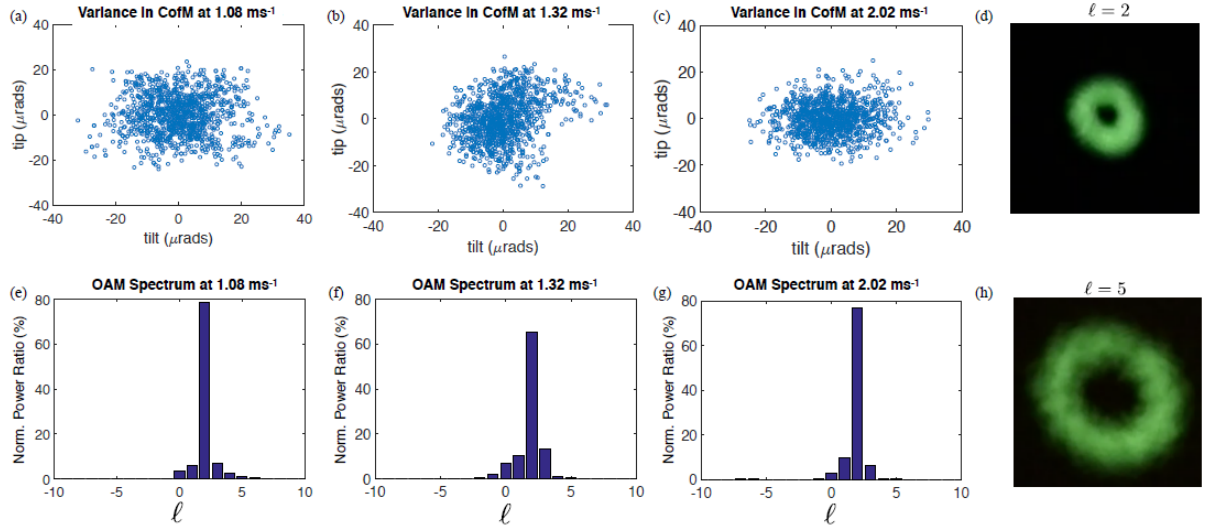 (a) Variance in CofM at 1.08 ms⁻¹
40
20
0
-20
-40
tip (μrads)
-40 -20 0 20 40
tilt (μrads)
(b) Variance in CofM at 1.32 ms⁻¹
40
20
0
-20
-40
tip (μrads)
-40 -20 0 20 40
tilt (μrads)
(c) Variance in CofM at 2.02 ms⁻¹
40
20
0
-20
-40
tip (μrads)
-40 -20 0 20 40
tilt (μrads)
(d) ℓ = 2
(e) OAM Spectrum at 1.08 ms⁻¹
80
60
40
20
0
Norm. Power Ratio (%)
-10 -5 0 5 10
ℓ
(f) OAM Spectrum at 1.32 ms⁻¹
80
60
40
20
0
Norm. Power Ratio (%)
-10 -5 0 5 10
ℓ
(g) OAM Spectrum at 2.02 ms⁻¹
80
60
40
20
0
Norm. Power Ratio (%)
-10 -5 0 5 10
ℓ
(h) ℓ = 5